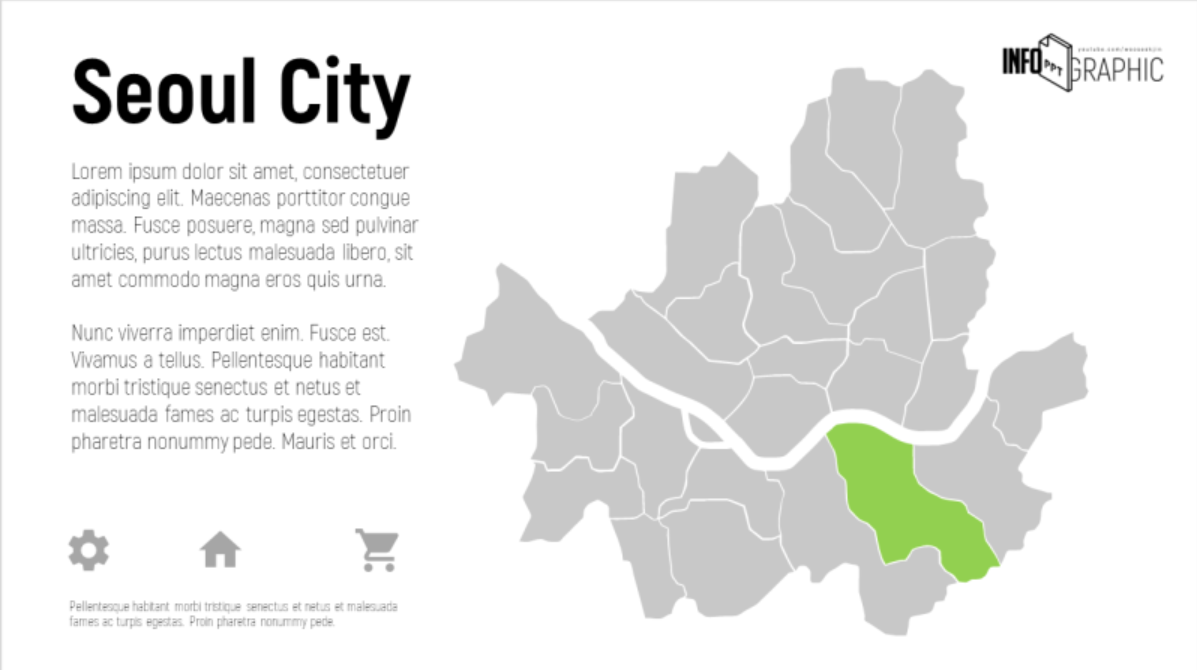 Seoul City
youtube.com/wooseokjin
INFO PPT GRAPHIC
Lorem ipsum dolor sit amet, consectetuer
adipiscing elit. Maecenas porttitor congue
massa. Fusce posuere, magna sed pulvinar
ultricies, purus lectus malesuada libero, sit
amet commodo magna eros quis urna.
Nunc viverra imperdiet enim. Fusce est.
Vivamus a tellus. Pellentesque habitant
morbi tristique senectus et netus et
malesuada fames ac turpis egestas. Proin
pharetra nonummy pede. Mauris et orci.
Pellentesque habitant morbi tristique senectus et netus et malesuada
fames ac turpis egestas. Proin pharetra nonummy pede.